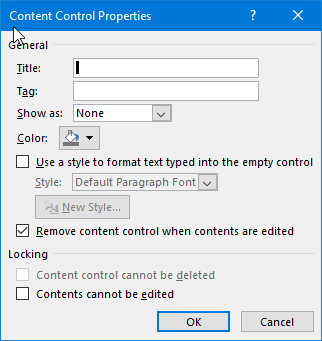 Content Control Properties ?
General
Title:
Tag:
Show as: None
Color:
Use a style to format text typed into the empty control
Style: Default Paragraph Font
New Style...
Remove content control when contents are edited
Locking
Content control cannot be deleted
Contents cannot be edited
OK Cancel